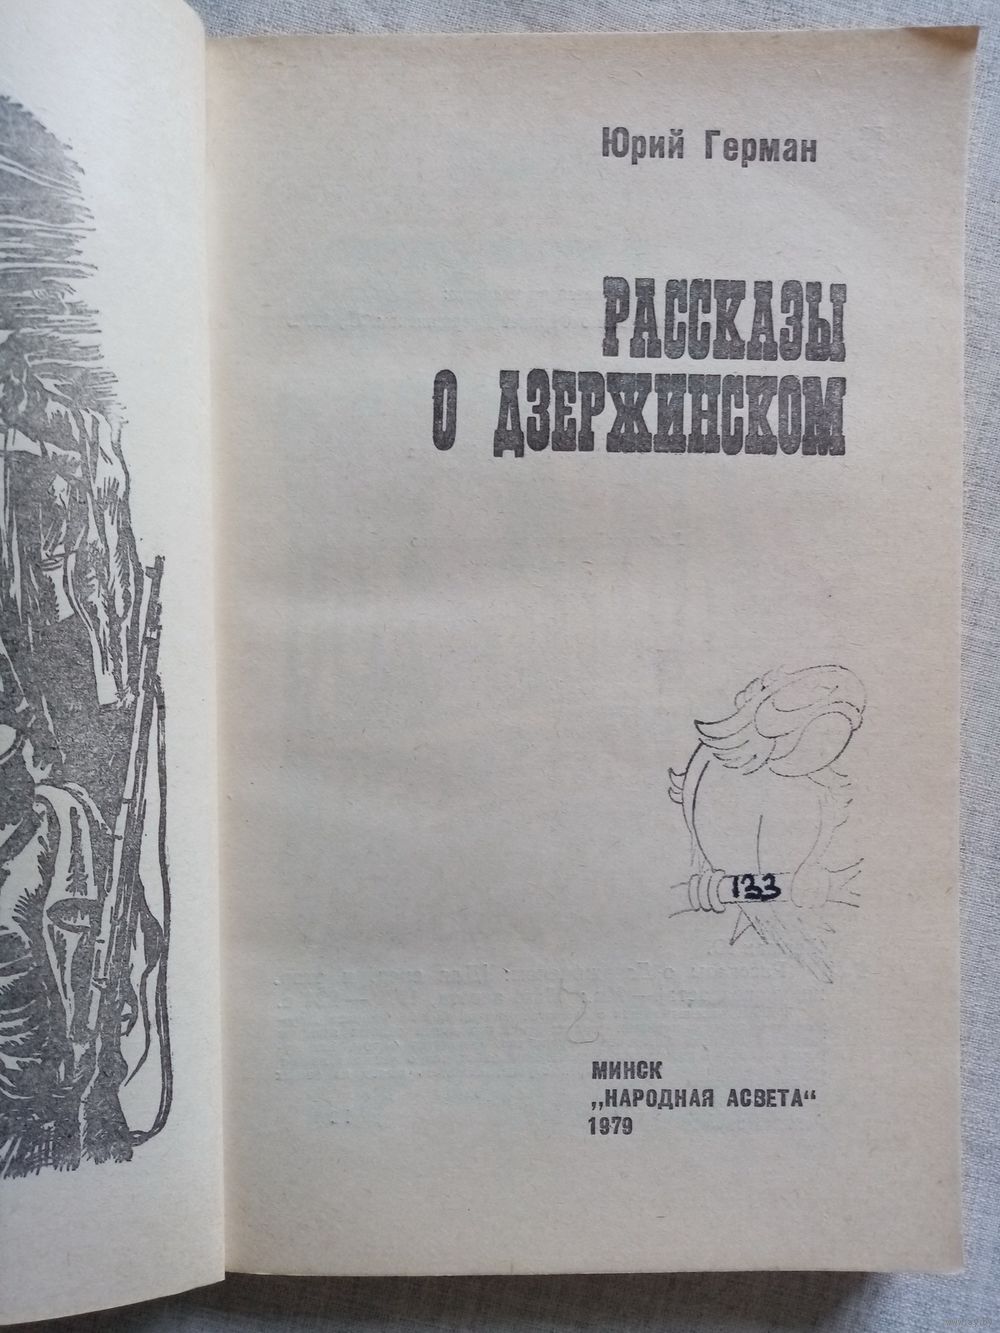 Юрий Герман
РАССКАЗЫ
О ДЗЕРЖИНСКОМ
133
МИНСК
„НАРОДНАЯ АСВЕТА“
1979